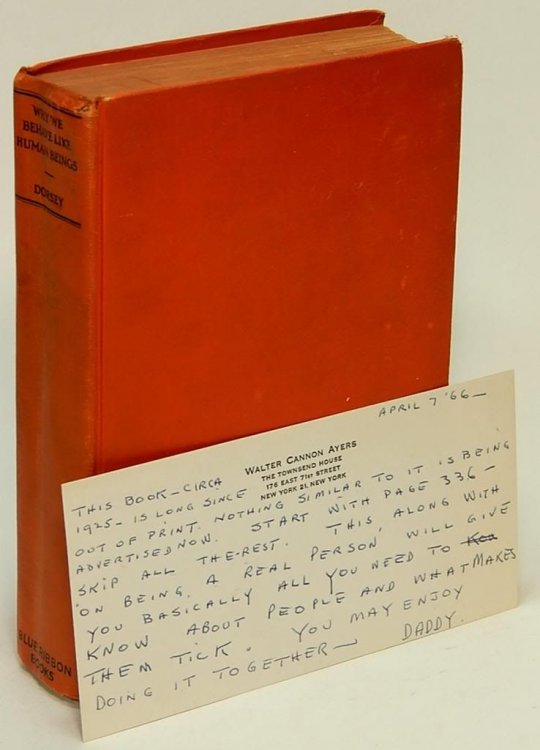 WHY WE
BEHAVE LIKE
HUMAN BEINGS
DORSEY
BLUE RIBBON
BOOKS
APRIL 7 '66—
WALTER CANNON AYERS
THE TOWNSEND HOUSE
176 EAST 71ST STREET
NEW YORK 21, NEW YORK
THIS BOOK – CIRCA
1925 – IS LONG SINCE
OUT OF PRINT. NOTHING SIMILAR TO IT IS BEING
ADVERTISED NOW. START WITH PAGE 336 –
SKIP ALL THE REST. THIS, ALONG WITH
'ON BEING A REAL PERSON' WILL GIVE
YOU BASICALLY ALL YOU NEED TO
KNOW ABOUT PEOPLE AND WHAT MAKES
THEM TICK. YOU MAY ENJOY
DOING IT TOGETHER — DADDY.